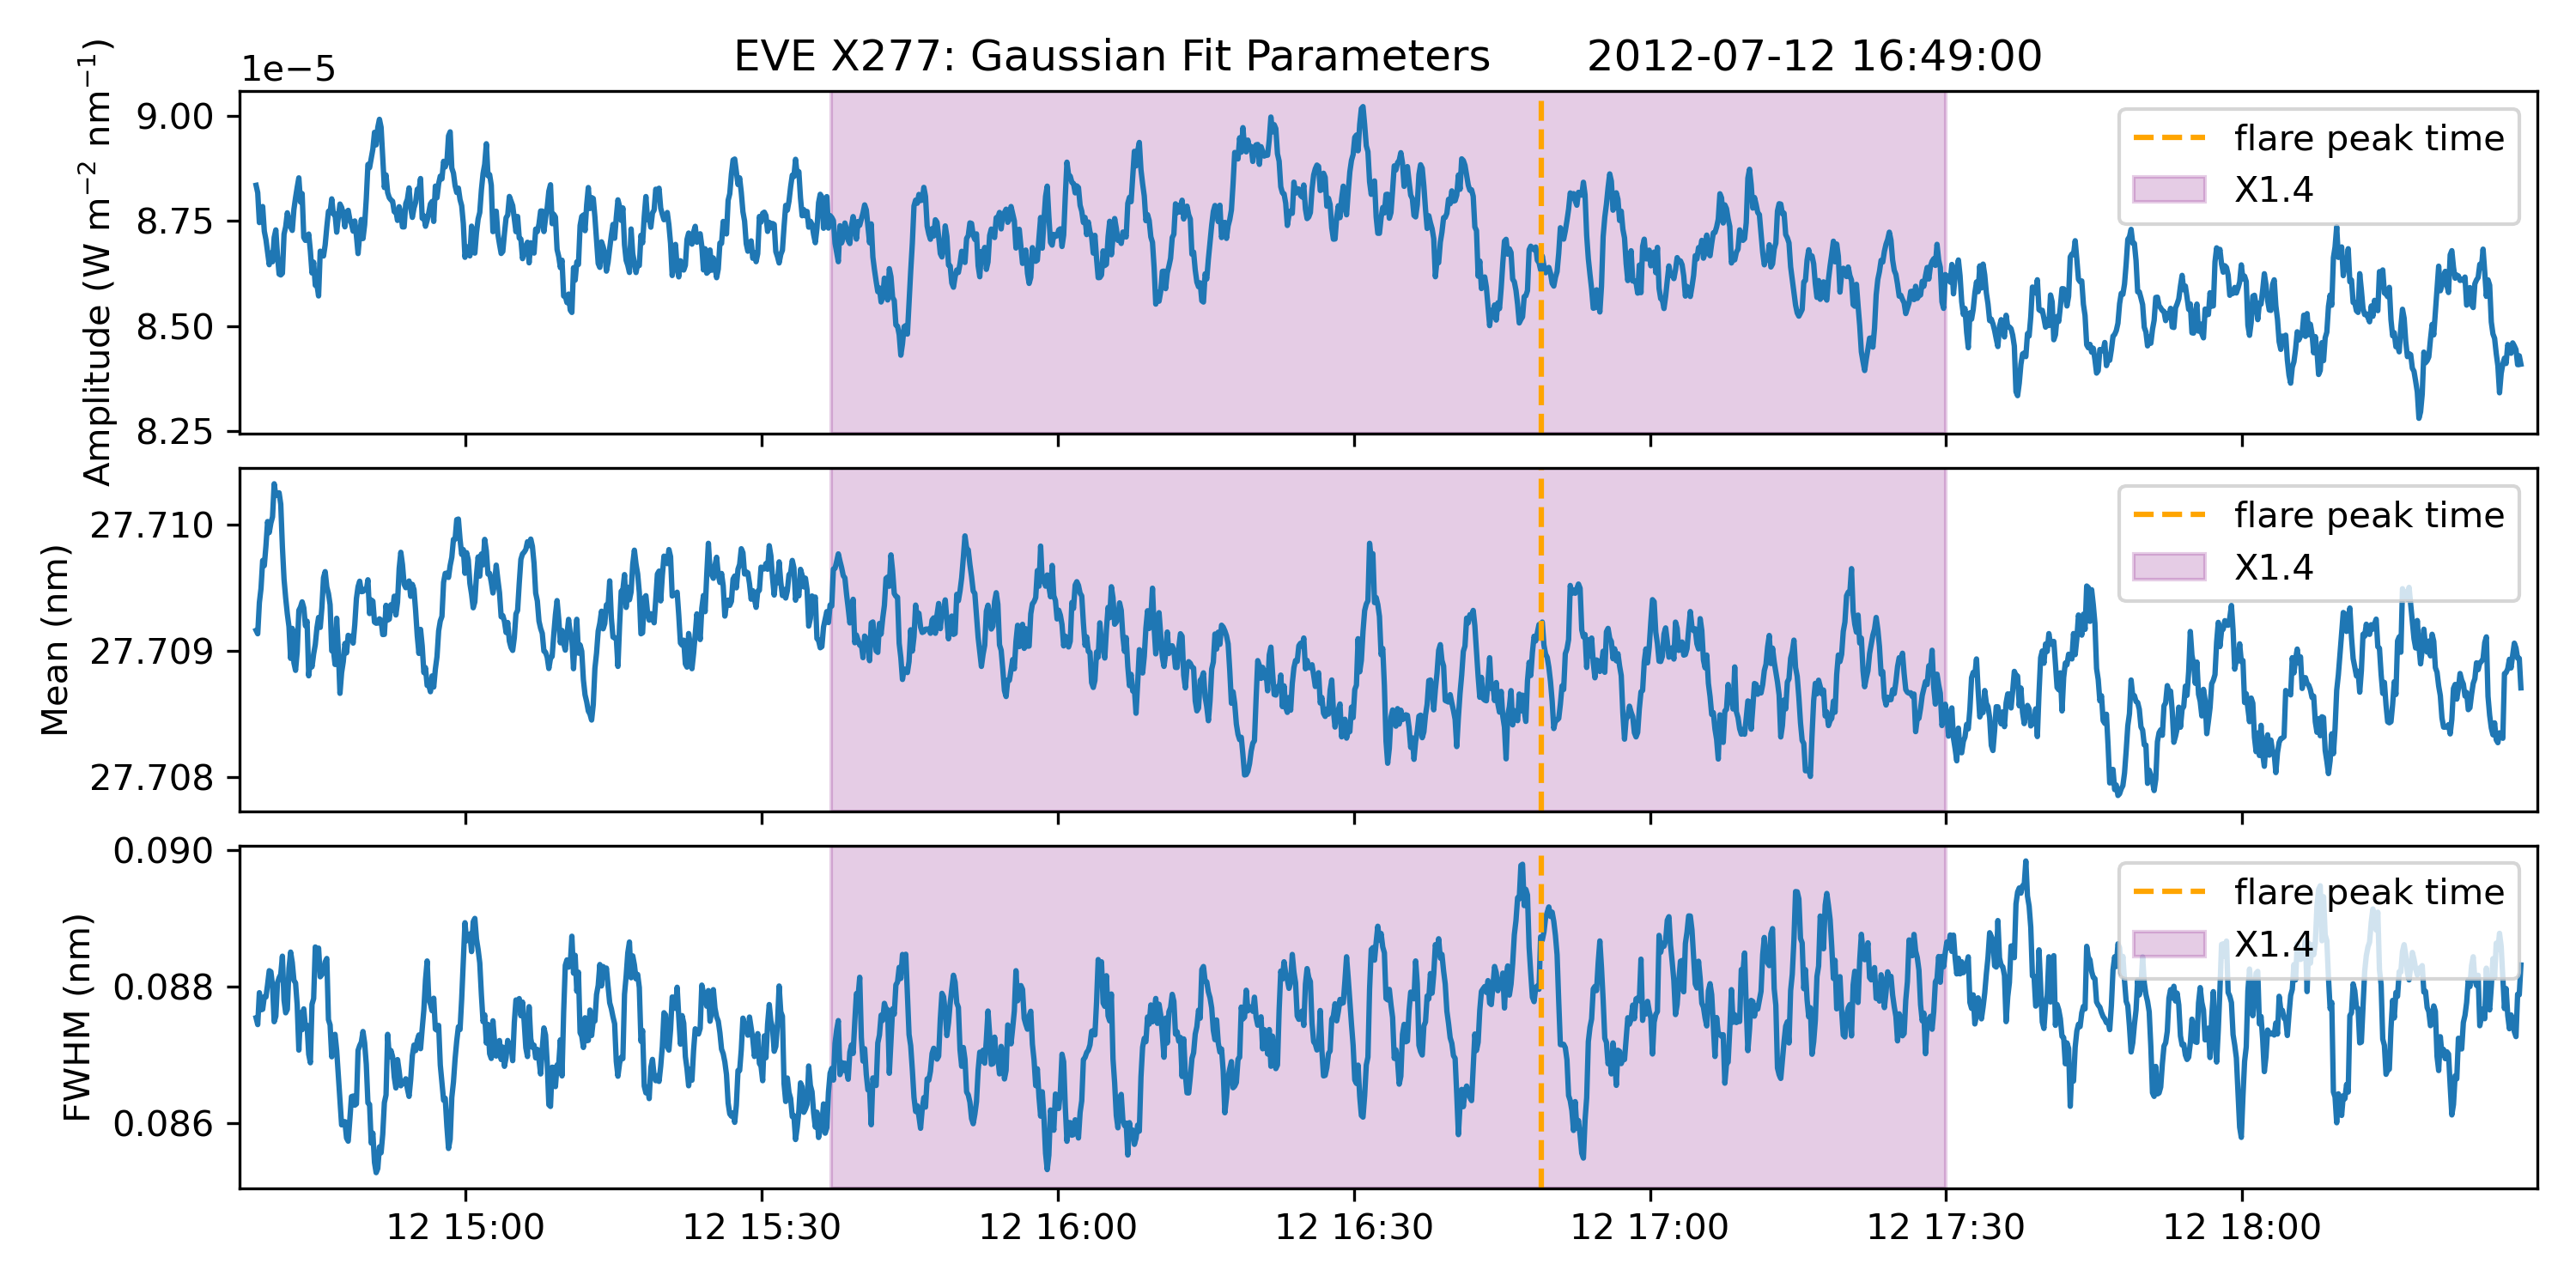 EVE X277: Gaussian Fit Parameters 2012-07-12 16:49:00
1e−5
Amplitude (W m⁻² nm⁻¹)
9.00
8.75
8.50
8.25
flare peak time
X1.4
Mean (nm)
27.710
27.709
27.708
flare peak time
X1.4
FWHM (nm)
0.090
0.088
0.086
flare peak time
X1.4
12 15:00 12 15:30 12 16:00 12 16:30 12 17:00 12 17:30 12 18:00